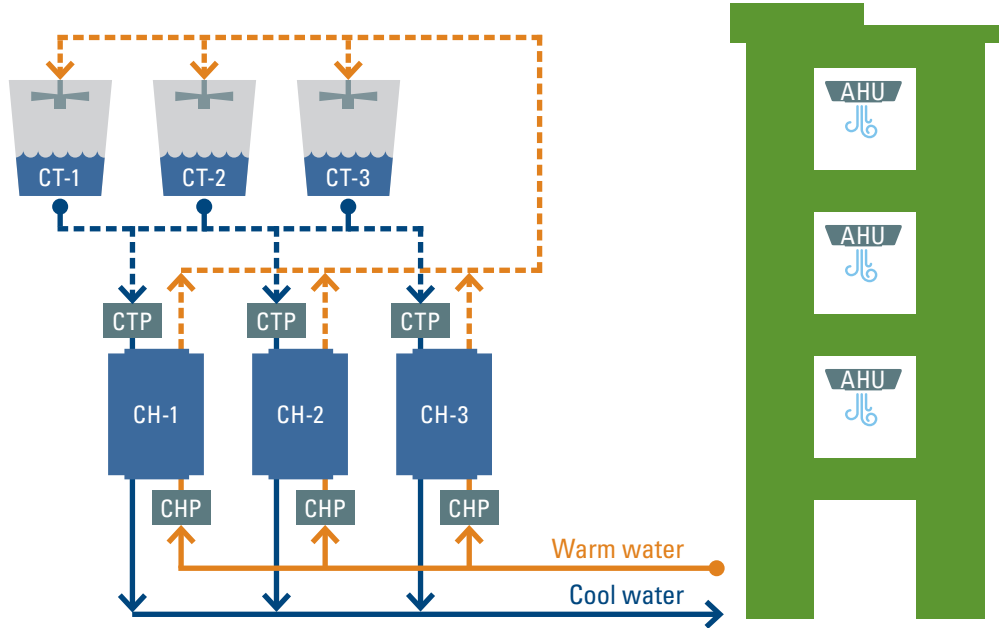 CT-1
CT-2
CT-3
CTP
CTP
CTP
CH-1
CH-2
CH-3
CHP
CHP
CHP
Warm water
Cool water
AHU
AHU
AHU